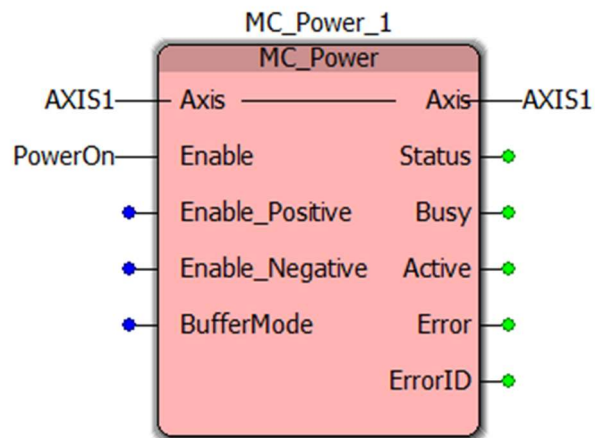 MC_Power_1
MC_Power
AXIS1 Axis Axis AXIS1
PowerOn Enable Status
Enable_Positive Busy
Enable_Negative Active
BufferMode Error
ErrorID